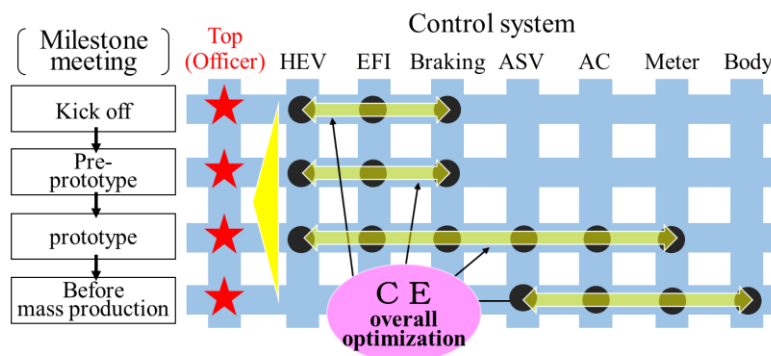 Control system
Milestone
meeting
Top
(Officer)
HEV EFI Braking ASV AC Meter Body
Kick off
Pre-
prototype
prototype
Before
mass production
C E
overall
optimization